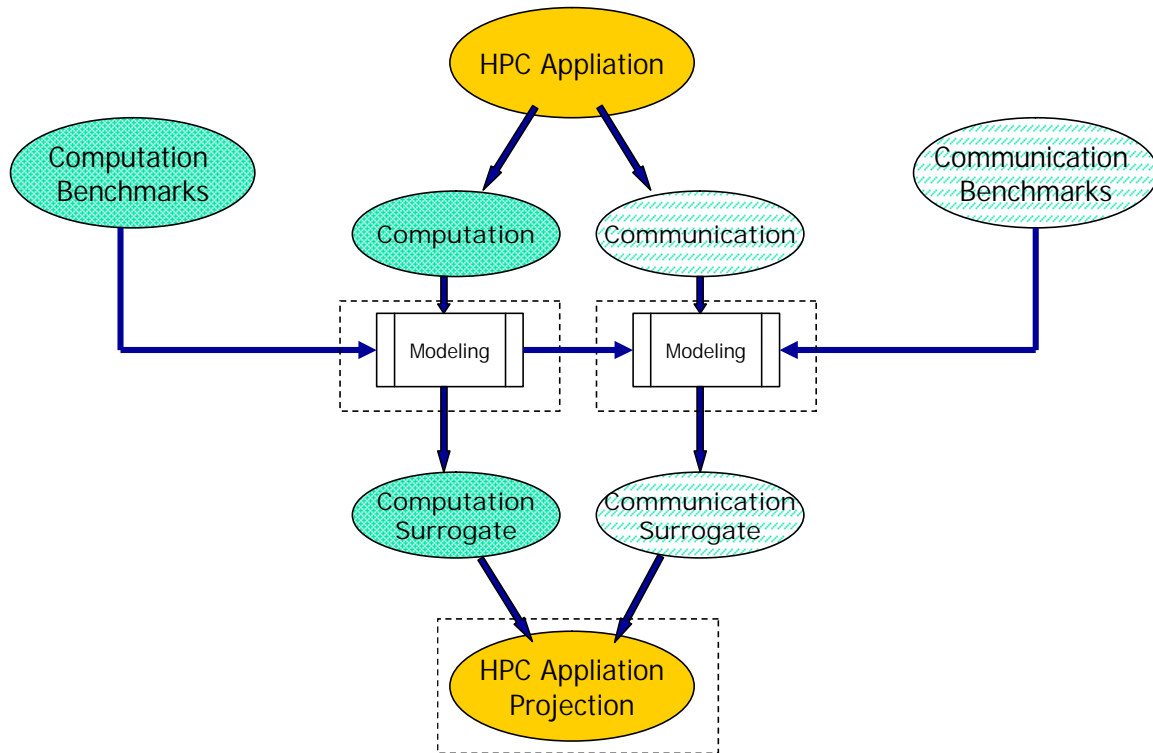 HPC Appliation
Computation
Benchmarks
Communication
Benchmarks
Computation
Communication
Modeling
Modeling
Computation
Surrogate
Communication
Surrogate
HPC Appliation
Projection